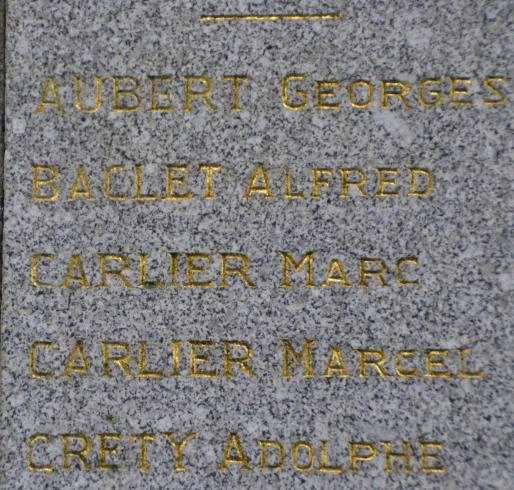 AUBERT GEORGES
BACLET ALFRED
CARLIER MARC
CARLIER MARCEL
CRÉTY ADOLPHE